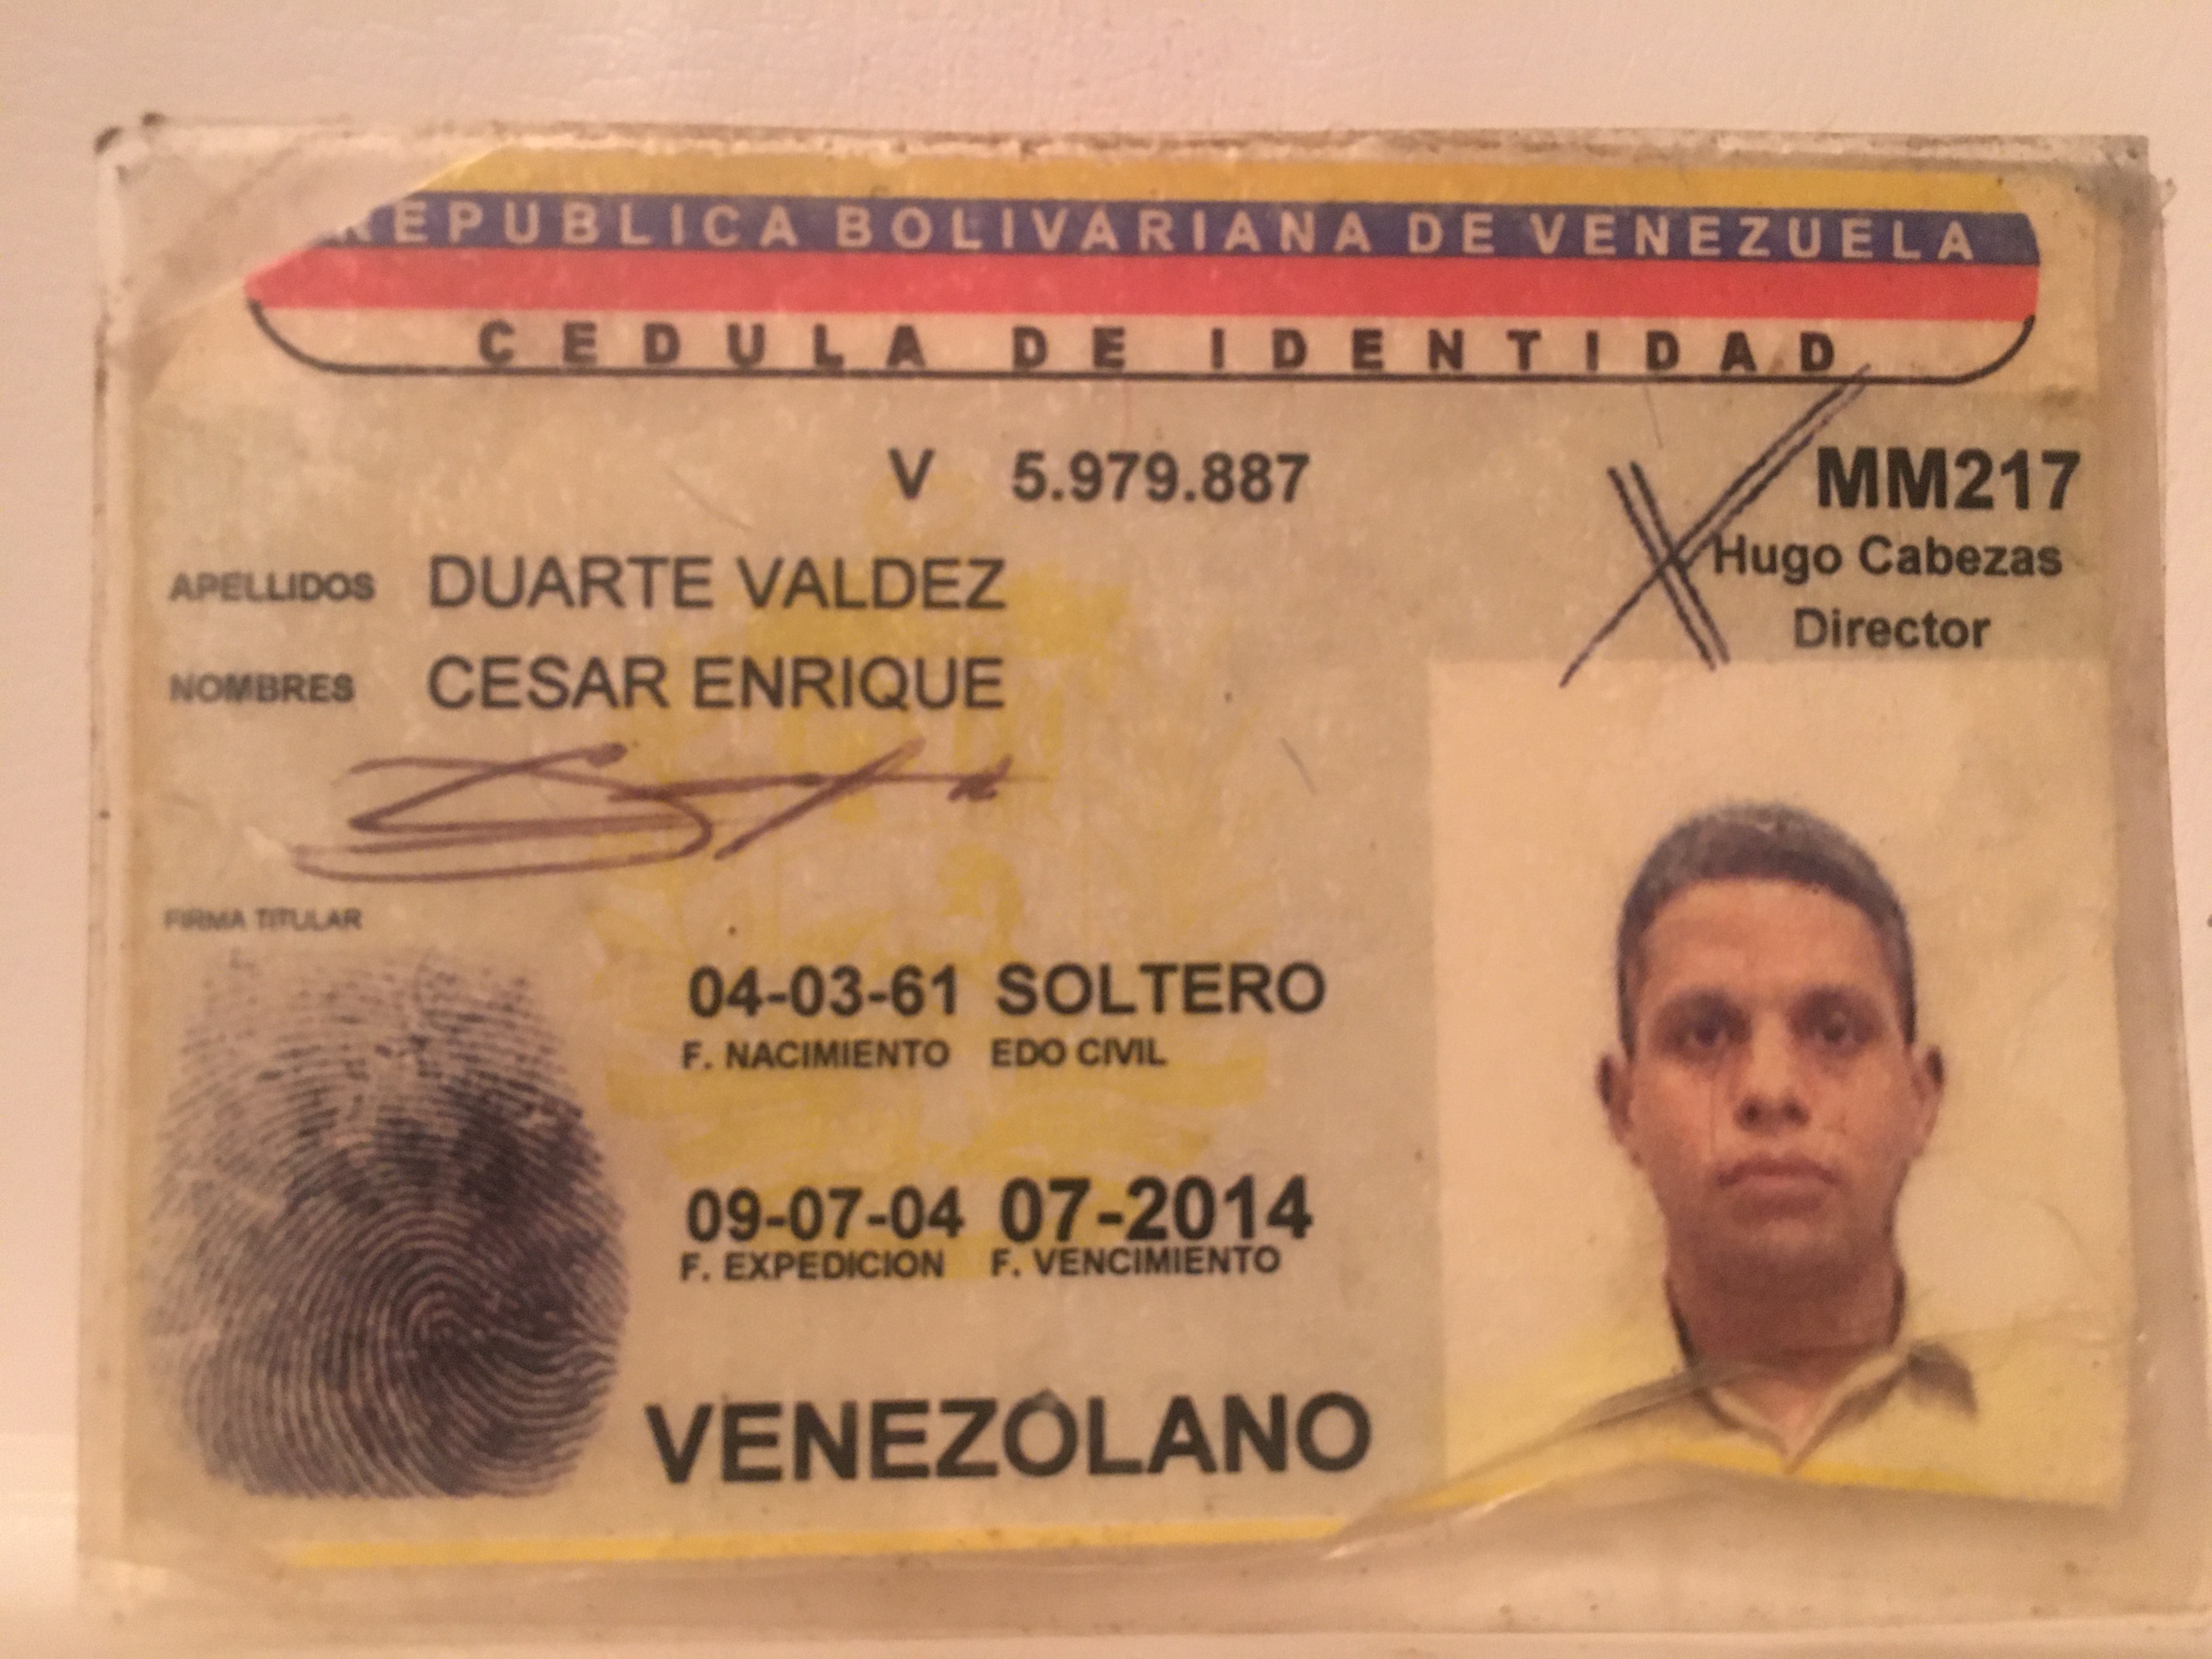 REPUBLICA BOLIVARIANA DE VENEZUELA
CEDULA DE IDENTIDAD
V 5.979.887
MM217
Hugo Cabezas
Director
APELLIDOS DUARTE VALDEZ
NOMBRES CESAR ENRIQUE
FIRMA TITULAR
04-03-61 SOLTERO
F. NACIMIENTO EDO CIVIL
09-07-04 07-2014
F. EXPEDICION F. VENCIMIENTO
VENEZOLANO